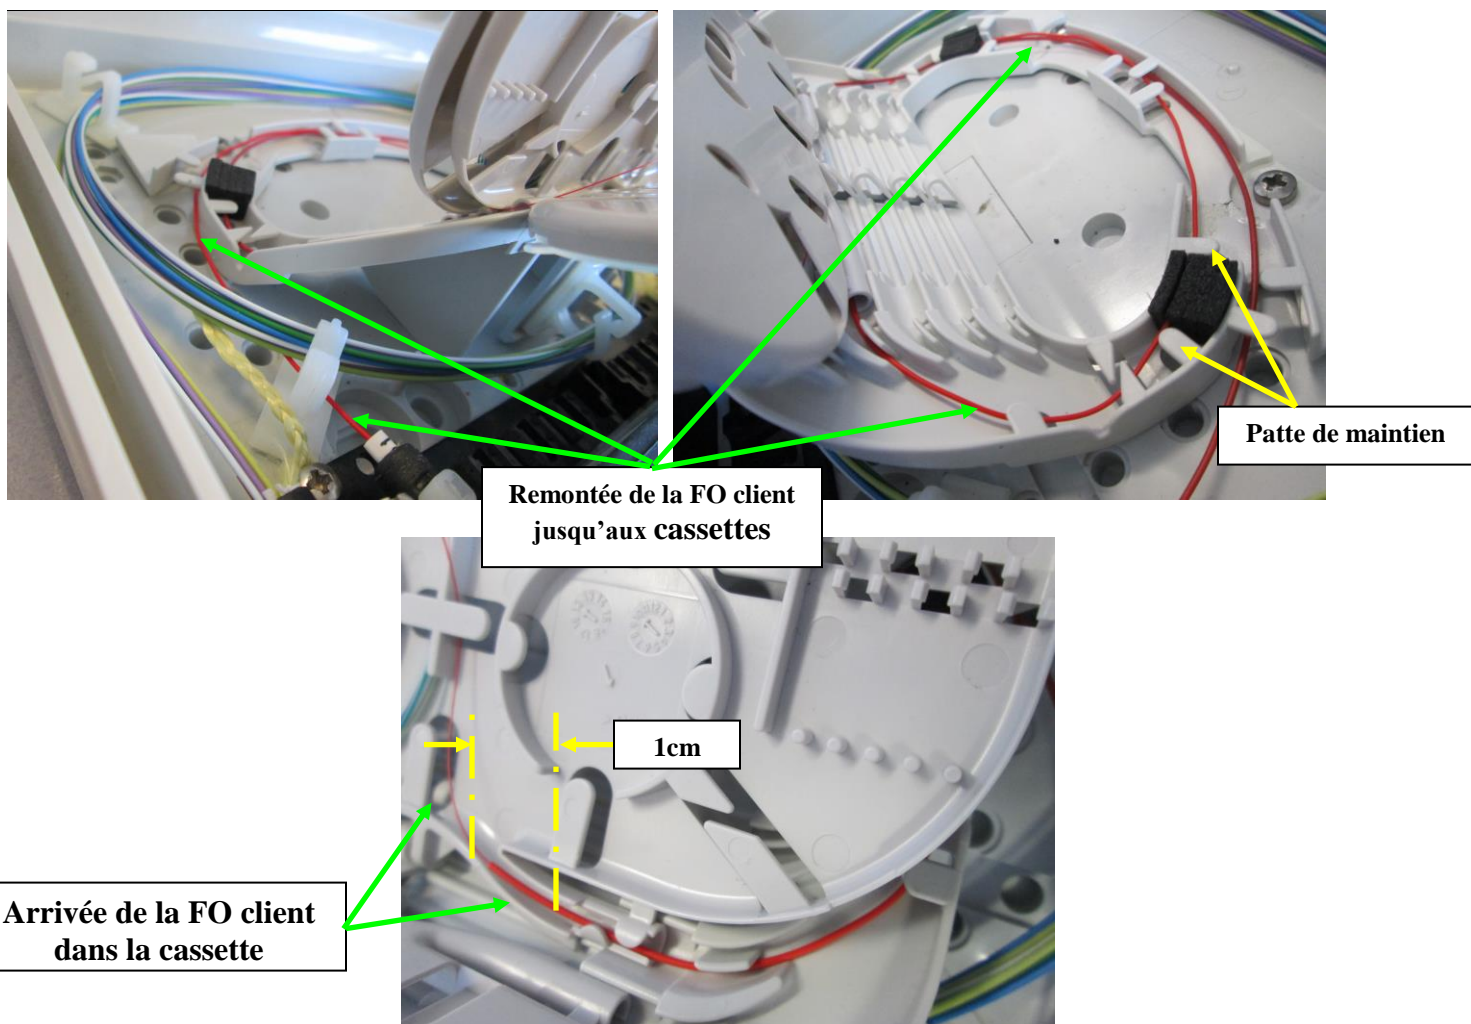 Patte de maintien
Remontée de la FO client
jusqu’aux cassettes
1cm
Arrivée de la FO client
dans la cassette